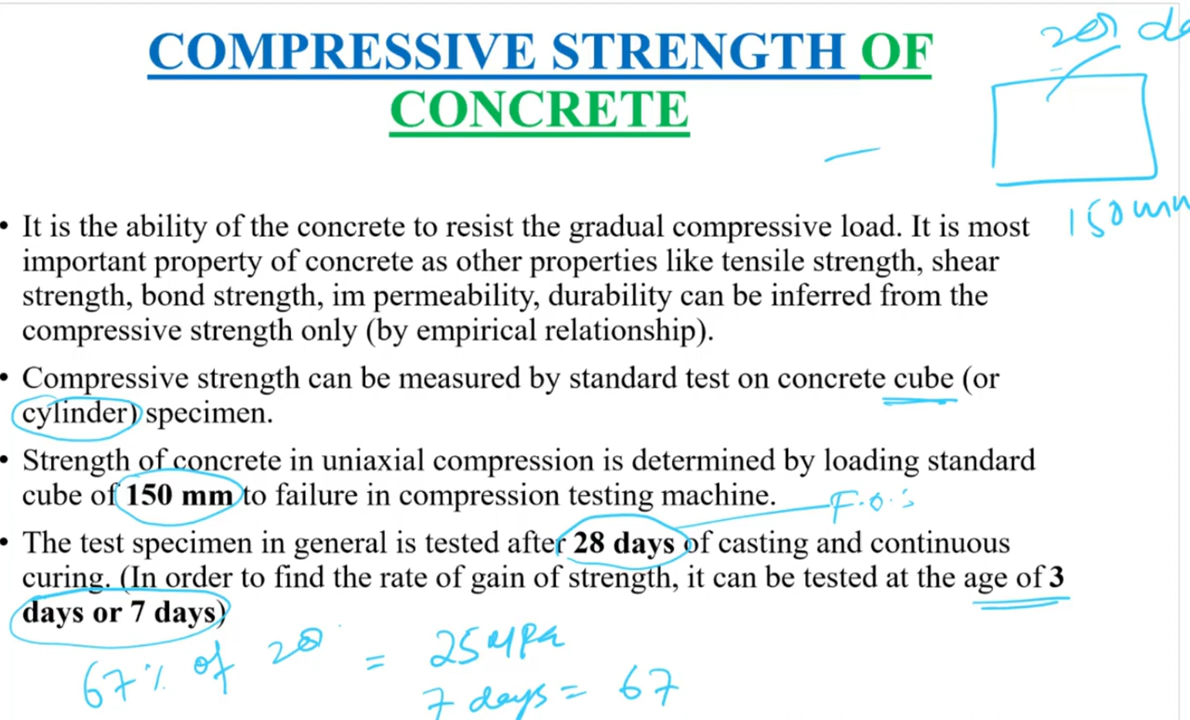 COMPRESSIVE STRENGTH OF
CONCRETE
28 da
150mm
• It is the ability of the concrete to resist the gradual compressive load. It is most
important property of concrete as other properties like tensile strength, shear
strength, bond strength, im permeability, durability can be inferred from the
compressive strength only (by empirical relationship).
• Compressive strength can be measured by standard test on concrete cube (or
cylinder) specimen.
• Strength of concrete in uniaxial compression is determined by loading standard
cube of 150 mm to failure in compression testing machine.
F.O.S
• The test specimen in general is tested after 28 days of casting and continuous
curing. (In order to find the rate of gain of strength, it can be tested at the age of 3
days or 7 days)
67% of 28 = 25 MPa
7 days = 67